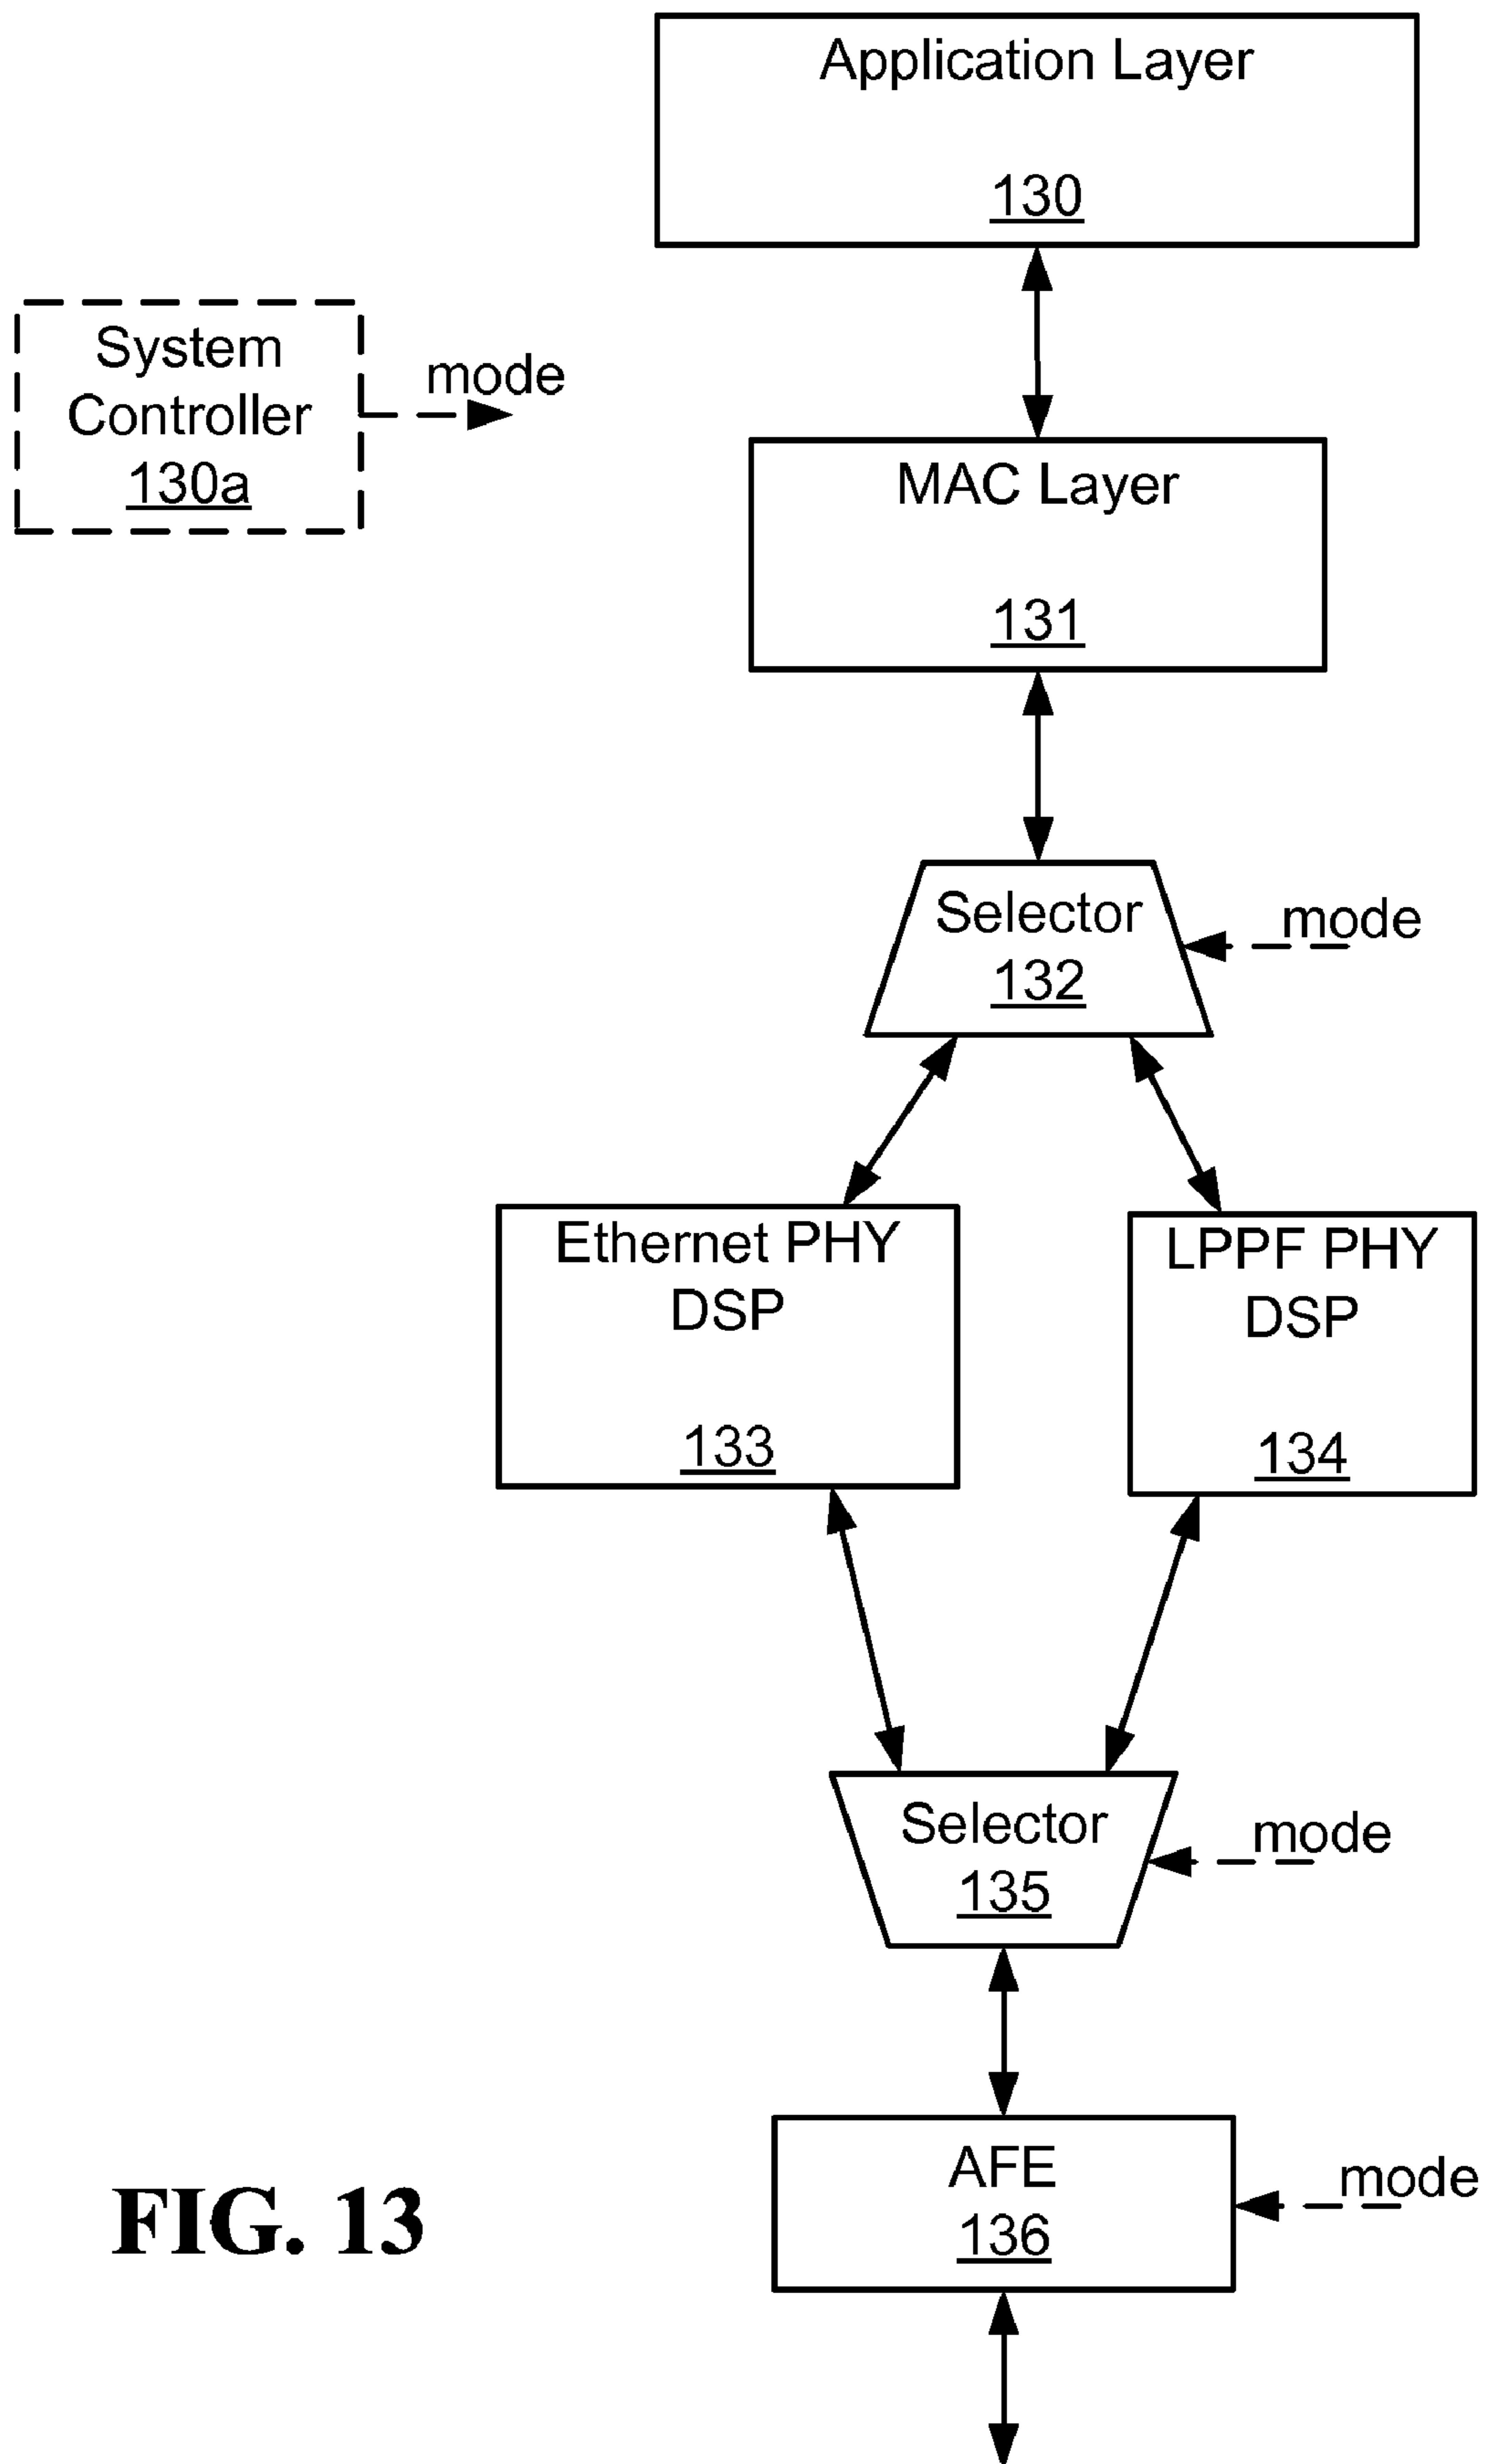 Application Layer
130
System
Controller
130a
mode
MAC Layer
131
Selector
132
mode
Ethernet PHY
DSP
133
LPPF PHY
DSP
134
Selector
135
mode
AFE
136
mode
FIG. 13